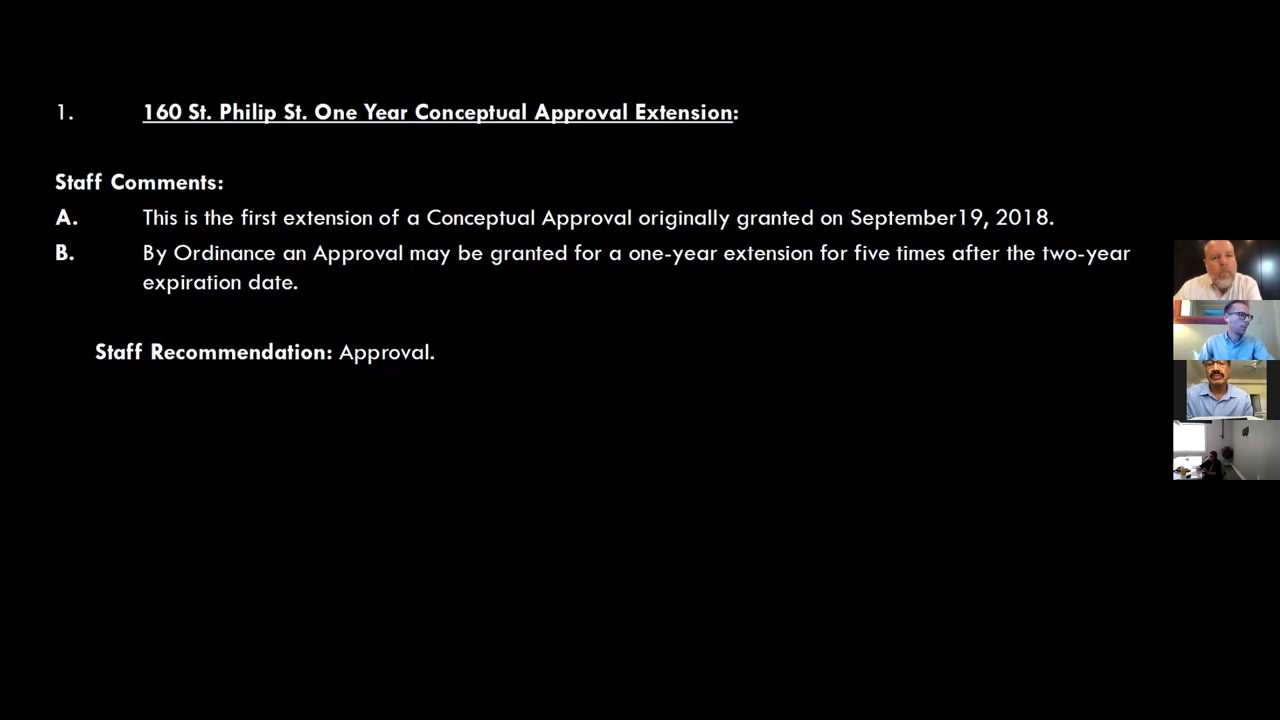 1. 160 St. Philip St. One Year Conceptual Approval Extension:
Staff Comments:
A. This is the first extension of a Conceptual Approval originally granted on September19, 2018.
B. By Ordinance an Approval may be granted for a one-year extension for five times after the two-year
expiration date.
Staff Recommendation: Approval.